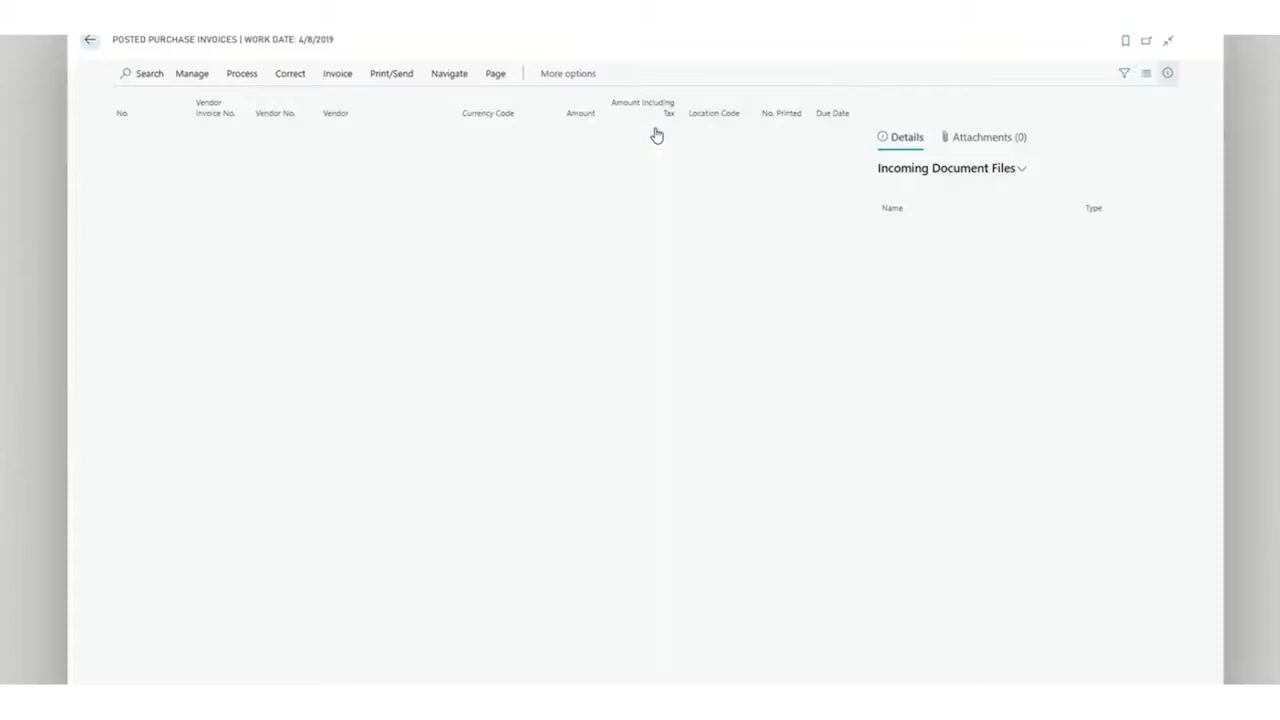 POSTED PURCHASE INVOICES | WORK DATE: 4/8/2019
Search Manage Process Correct Invoice Print/Send Navigate Page More options
No. Vendor Invoice No. Vendor No. Vendor Currency Code Amount Amount Including Tax Location Code No. Printed Due Date
Details Attachments (0)
Incoming Document Files
Name Type